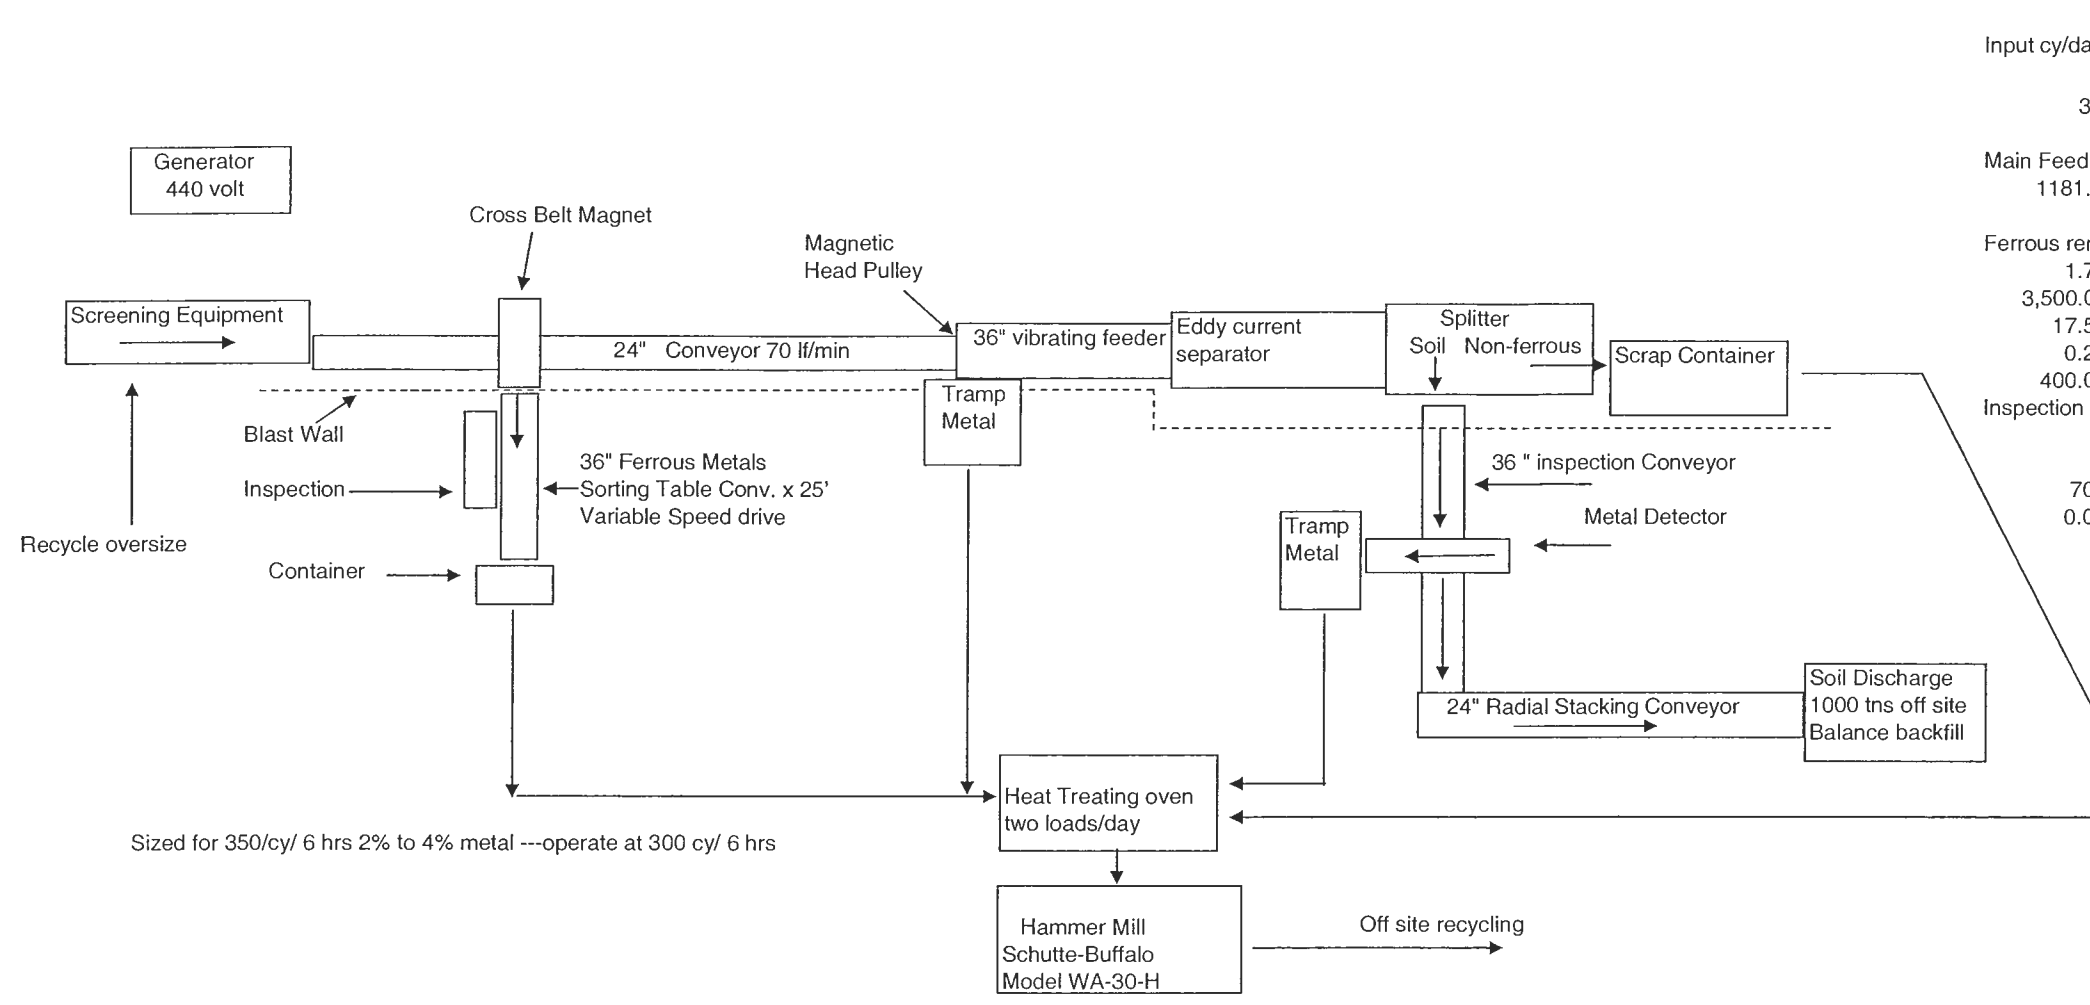 Input cy/da
3
Generator
440 volt
Main Feed
1181.
Cross Belt Magnet
Magnetic
Head Pulley
Ferrous rer
1.7
3,500.0
17.5
0.2
400.0
Inspection
70
0.0
Screening Equipment
24" Conveyor 70 lf/min
36" vibrating feeder
Eddy current
separator
Splitter
Soil Non-ferrous
Scrap Container
Tramp
Metal
Blast Wall
Inspection
36" Ferrous Metals
Sorting Table Conv. x 25'
Variable Speed drive
36 " inspection Conveyor
Metal Detector
Tramp
Metal
Recycle oversize
Container
24" Radial Stacking Conveyor
Soil Discharge
1000 tns off site
Balance backfill
Heat Treating oven
two loads/day
Sized for 350/cy/ 6 hrs 2% to 4% metal ---operate at 300 cy/ 6 hrs
Hammer Mill
Schutte-Buffalo
Model WA-30-H
Off site recycling